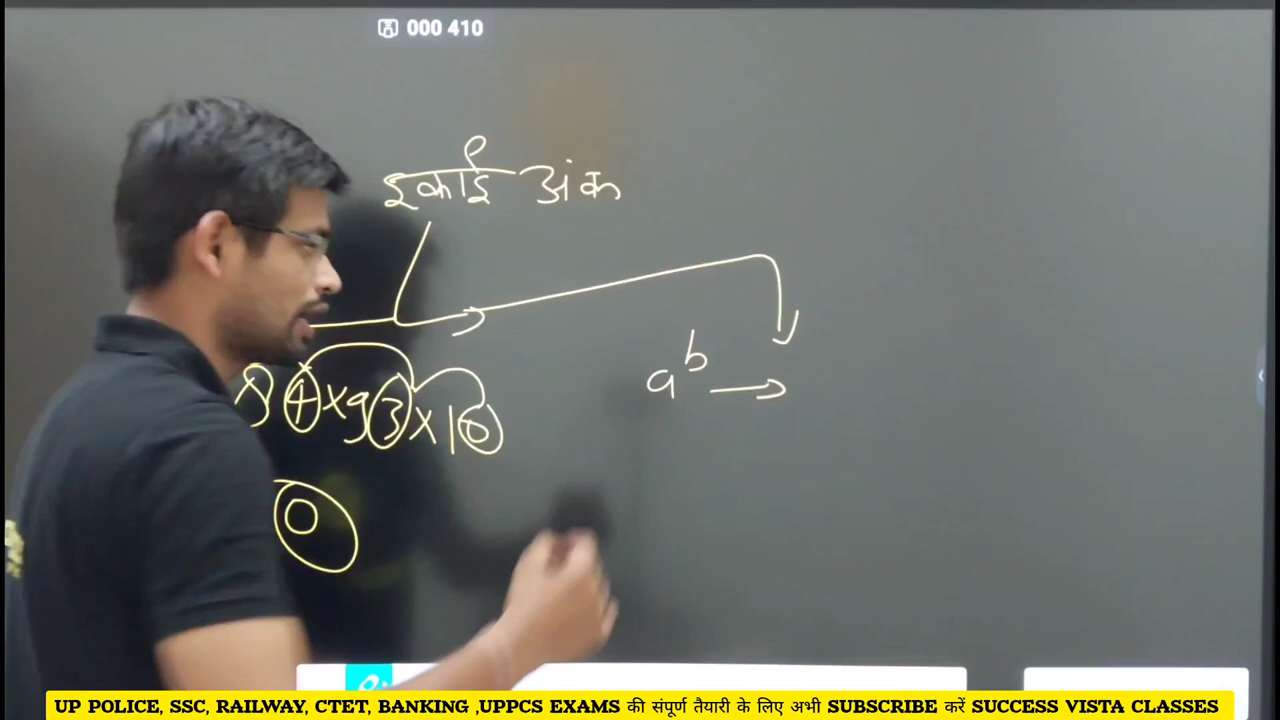 000 410
इकाई अंक
4×93×10
a^b →
0
UP POLICE, SSC, RAILWAY, CTET, BANKING ,UPPCS EXAMS की संपूर्ण तैयारी के लिए अभी SUBSCRIBE करें SUCCESS VISTA CLASSES